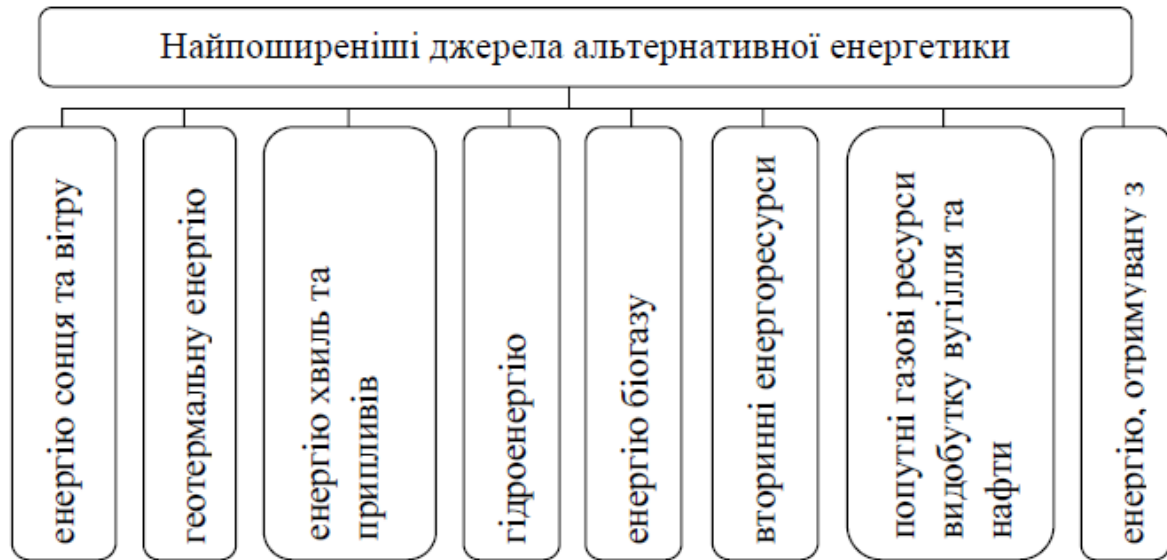 Найпоширеніші джерела альтернативної енергетики
енергію сонця та вітру
геотермальну енергію
енергію хвиль та
припливів
гідроенергію
енергію біогазу
вторинні енергоресурси
попутні газові ресурси
видобутку вугілля та
нафти
енергію, отримувану з